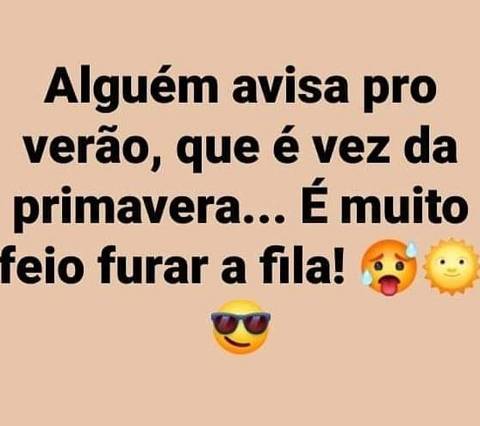 Alguém avisa pro
verão, que é vez da
primavera... É muito
feio furar a fila! 🥵🌞
😎